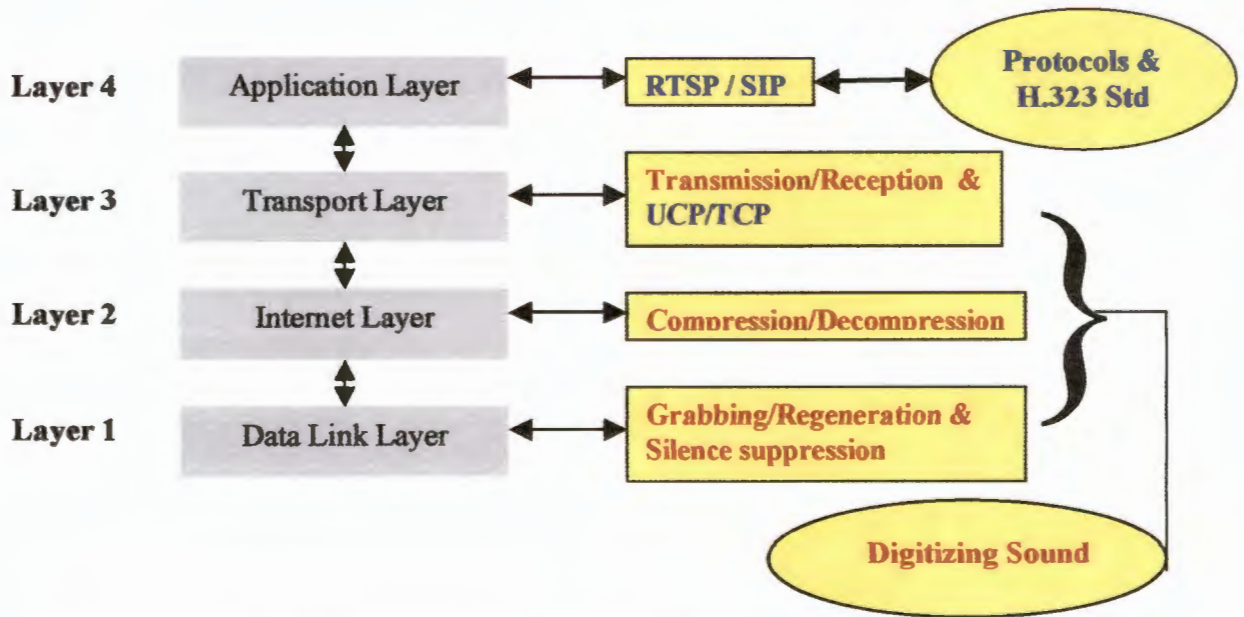 Layer 4
Application Layer
RTSP / SIP
Protocols &
H.323 Std
Layer 3
Transport Layer
Transmission/Reception &
UCP/TCP
Layer 2
Internet Layer
Compression/Decompression
Layer 1
Data Link Layer
Grabbing/Regeneration &
Silence suppression
Digitizing Sound